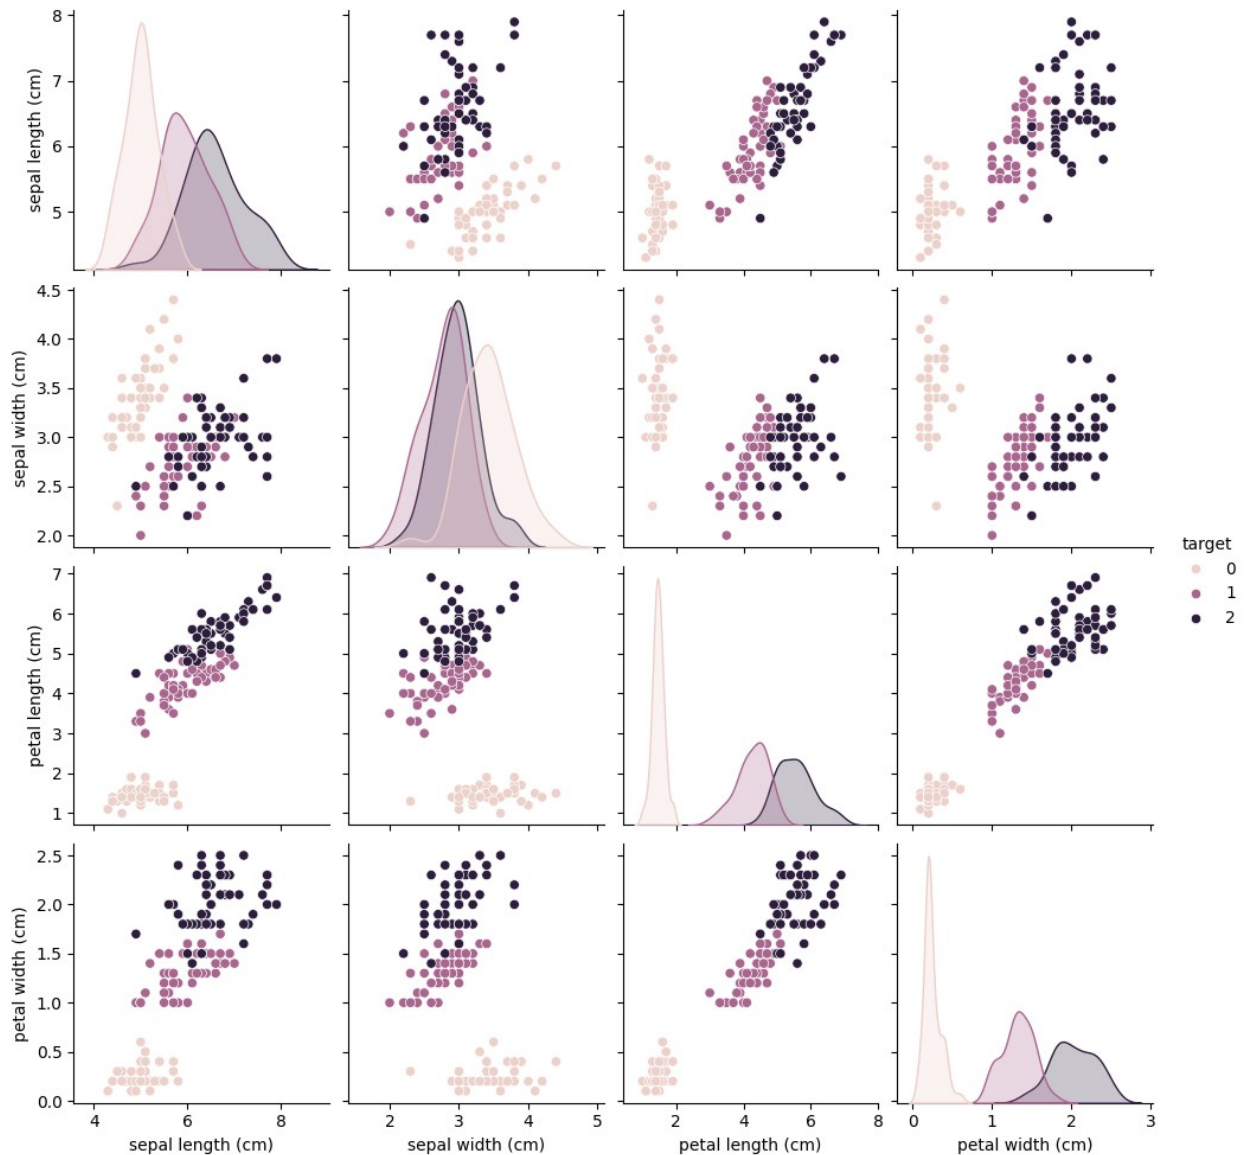 sepal length (cm)
8
7
6
5
sepal width (cm)
4.5
4.0
3.5
3.0
2.5
2.0
petal length (cm)
7
6
5
4
3
2
1
petal width (cm)
2.5
2.0
1.5
1.0
0.5
0.0
4 6 8
sepal length (cm)
2 3 4 5
sepal width (cm)
2 4 6 8
petal length (cm)
0 1 2 3
petal width (cm)
target
0
1
2